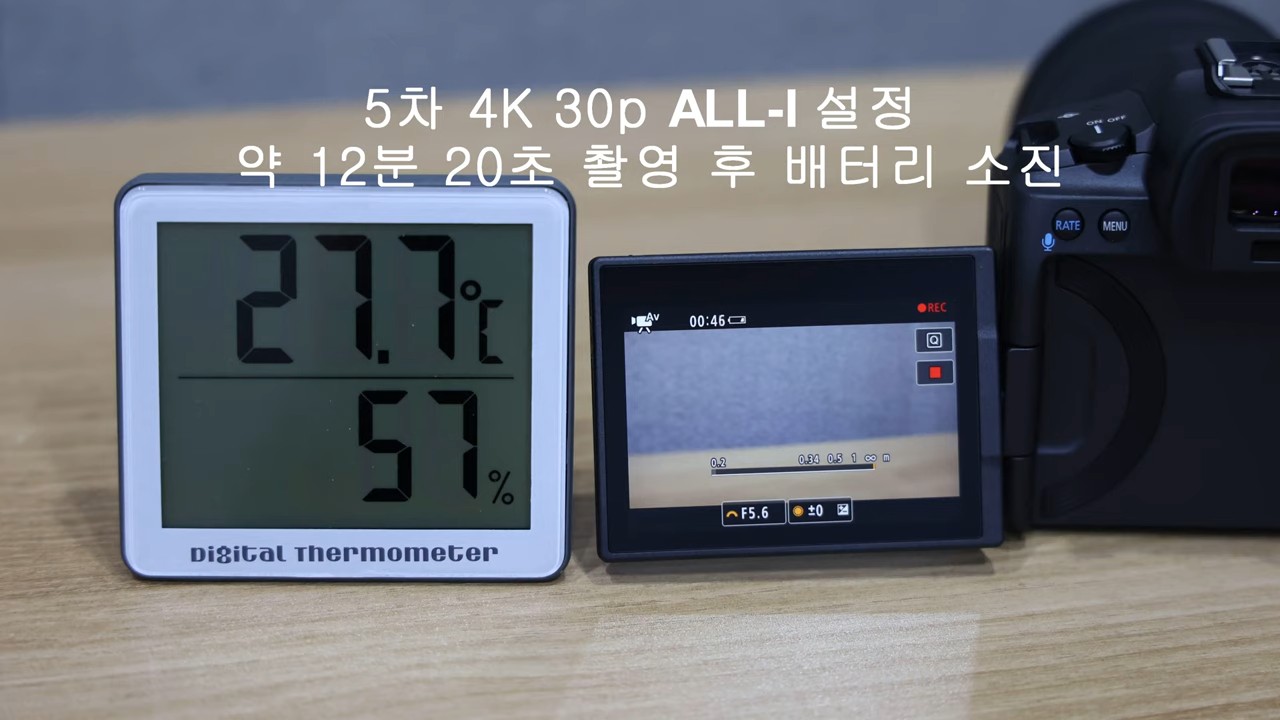 5차 4K 30p ALL-I 설정
약 12분 20초 촬영 후 배터리 소진
ON OFF
RATE MENU
27.7°C
57%
Digital Thermometer
AV 00:46 REC
Q
0.2 0.34 0.5 1 ∞ m
F5.6 ±0